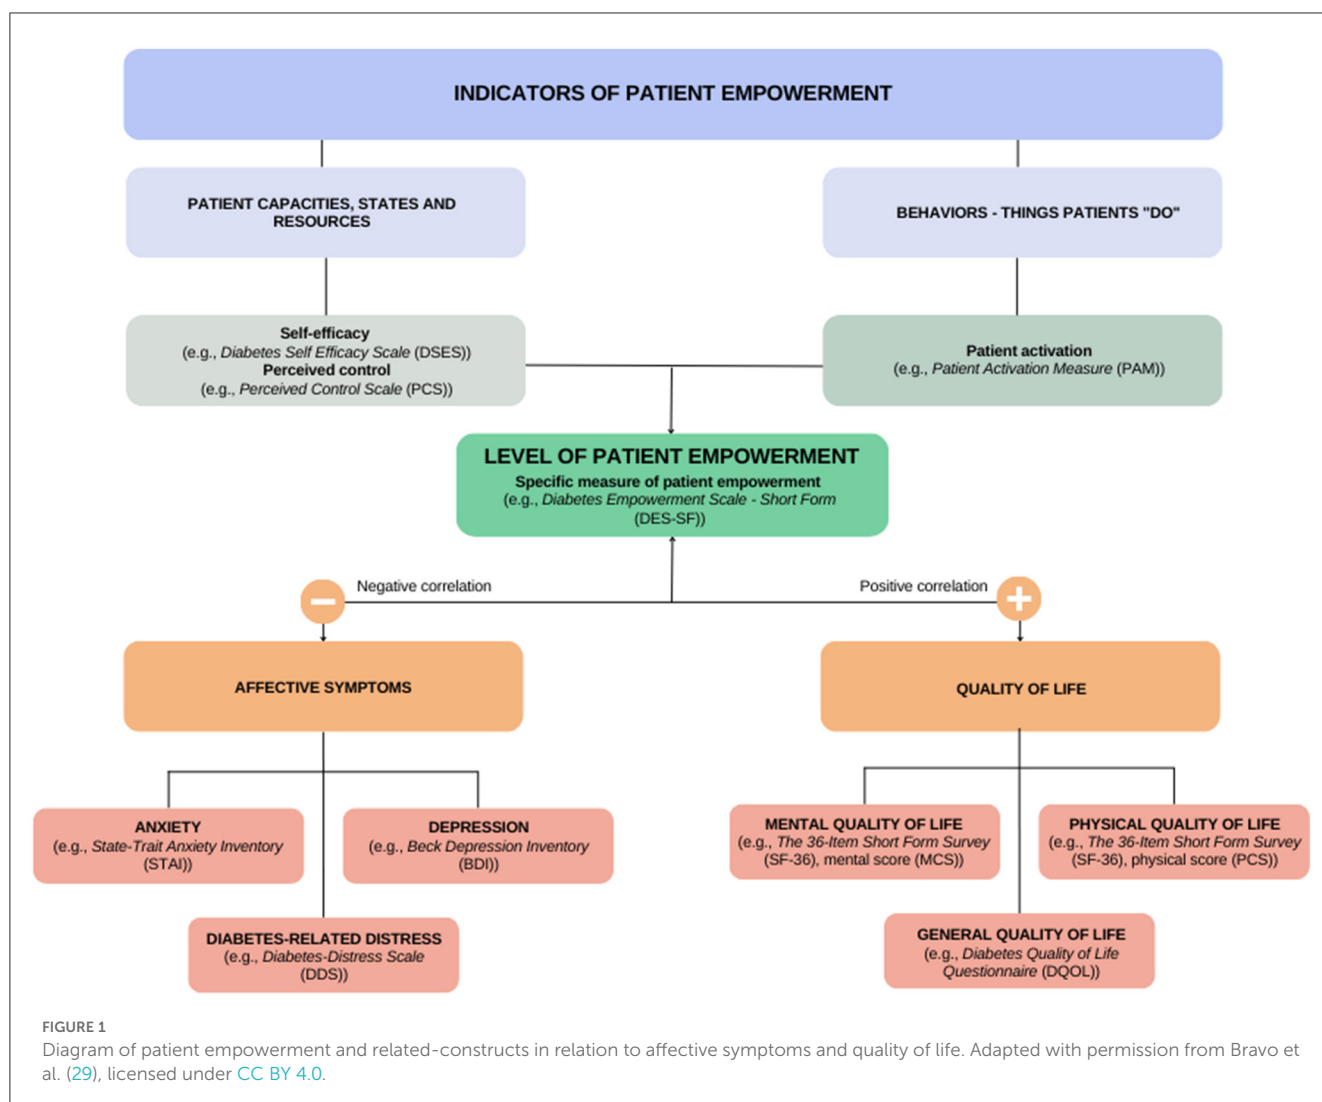 INDICATORS OF PATIENT EMPOWERMENT
PATIENT CAPACITIES, STATES AND
RESOURCES
BEHAVIORS - THINGS PATIENTS "DO"
Self-efficacy
(e.g., Diabetes Self Efficacy Scale (DSES))
Perceived control
(e.g., Perceived Control Scale (PCS)
Patient activation
(e.g., Patient Activation Measure (PAM))
LEVEL OF PATIENT EMPOWERMENT
Specific measure of patient empowerment
(e.g., Diabetes Empowerment Scale - Short Form
(DES-SF))
Negative correlation
Positive correlation
AFFECTIVE SYMPTOMS
QUALITY OF LIFE
ANXIETY
(e.g., State-Trait Anxiety Inventory
(STAI))
DEPRESSION
(e.g., Beck Depression Inventory
(BDI))
MENTAL QUALITY OF LIFE
(e.g., The 36-Item Short Form Survey
(SF-36), mental score (MCS))
PHYSICAL QUALITY OF LIFE
(e.g., The 36-Item Short Form Survey
(SF-36), physical score (PCS))
DIABETES-RELATED DISTRESS
(e.g., Diabetes-Distress Scale
(DDS))
GENERAL QUALITY OF LIFE
(e.g., Diabetes Quality of Life
Questionnaire (DQOL))
FIGURE 1
Diagram of patient empowerment and related-constructs in relation to affective symptoms and quality of life. Adapted with permission from Bravo et
al. (29), licensed under CC BY 4.0.